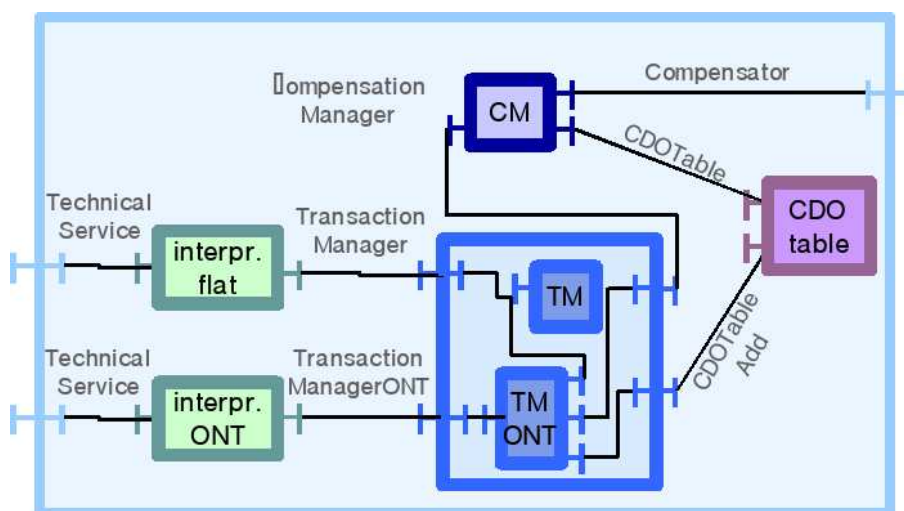 Compensator
▯ompensation
Manager
CM
CDOTable
CDO
table
Technical
Service
Transaction
Manager
interpr.
flat
TM
CDOTable
Add
Technical
Service
Transaction
ManagerONT
interpr.
ONT
TM
ONT